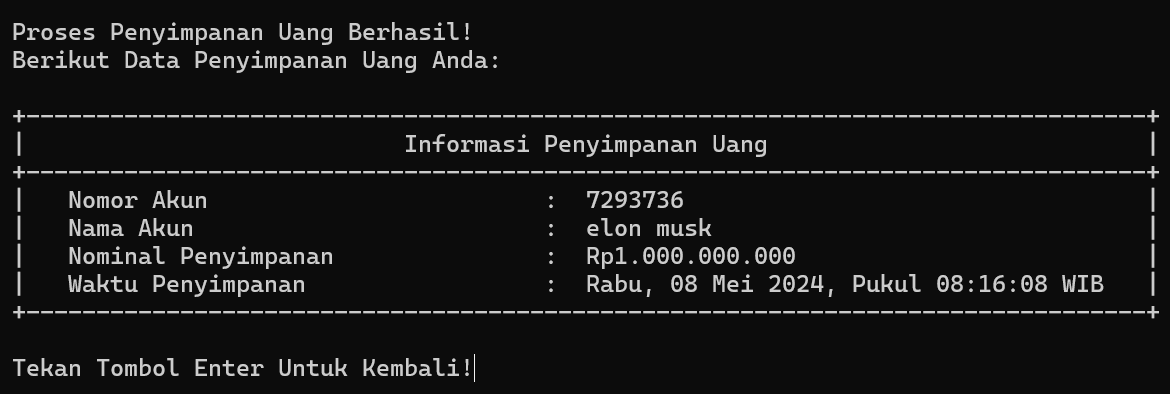 Proses Penyimpanan Uang Berhasil!
Berikut Data Penyimpanan Uang Anda:
Informasi Penyimpanan Uang
Nomor Akun : 7293736
Nama Akun : elon musk
Nominal Penyimpanan : Rp1.000.000.000
Waktu Penyimpanan : Rabu, 08 Mei 2024, Pukul 08:16:08 WIB
Tekan Tombol Enter Untuk Kembali!